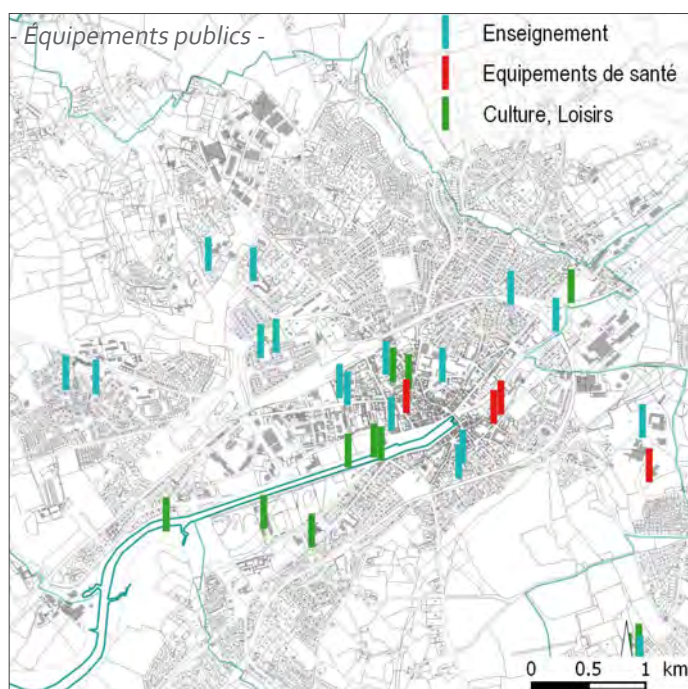 - Équipements publics -
Enseignement
Equipements de santé
Culture, Loisirs
0 0.5 1 km